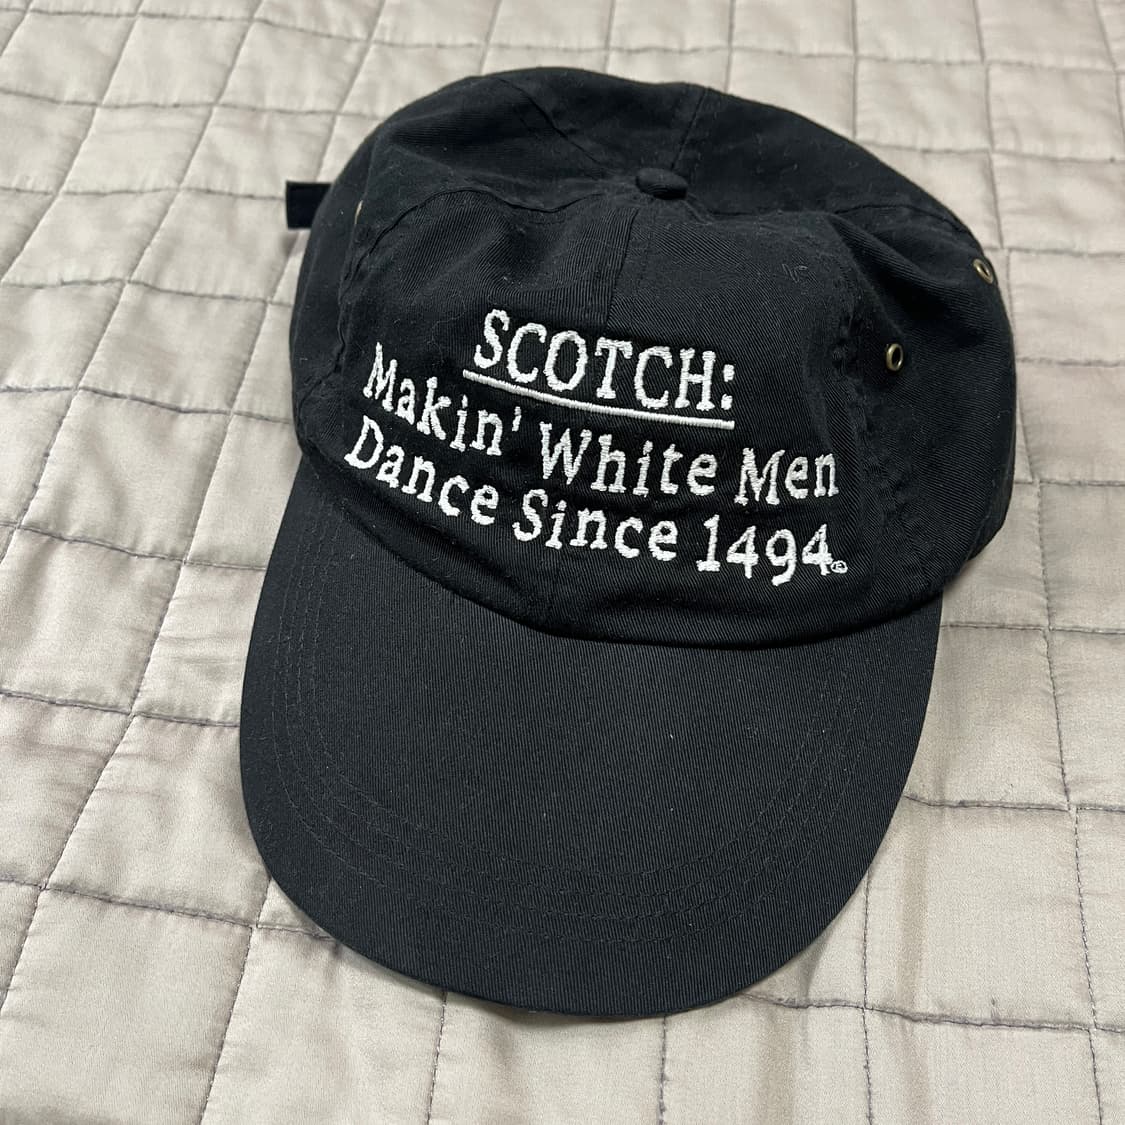 SCOTCH:
Makin' White Men
Dance Since 1494®